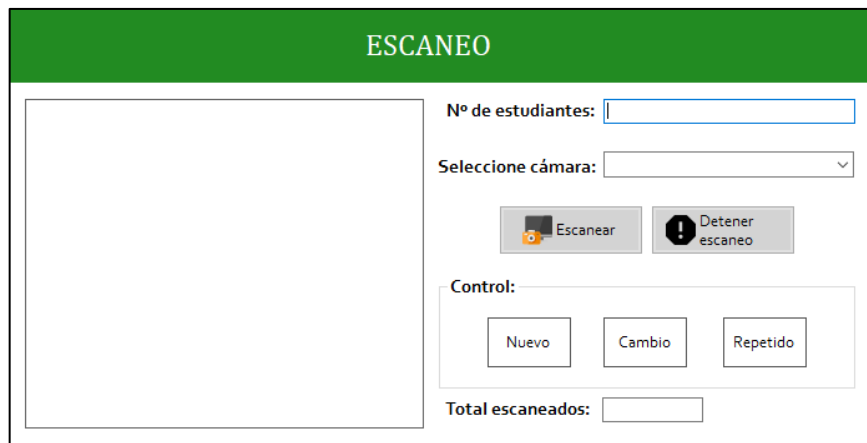 ESCANEO
Nº de estudiantes:
Seleccione cámara:
Escanear
Detener
escaneo
Control:
Nuevo
Cambio
Repetido
Total escaneados: